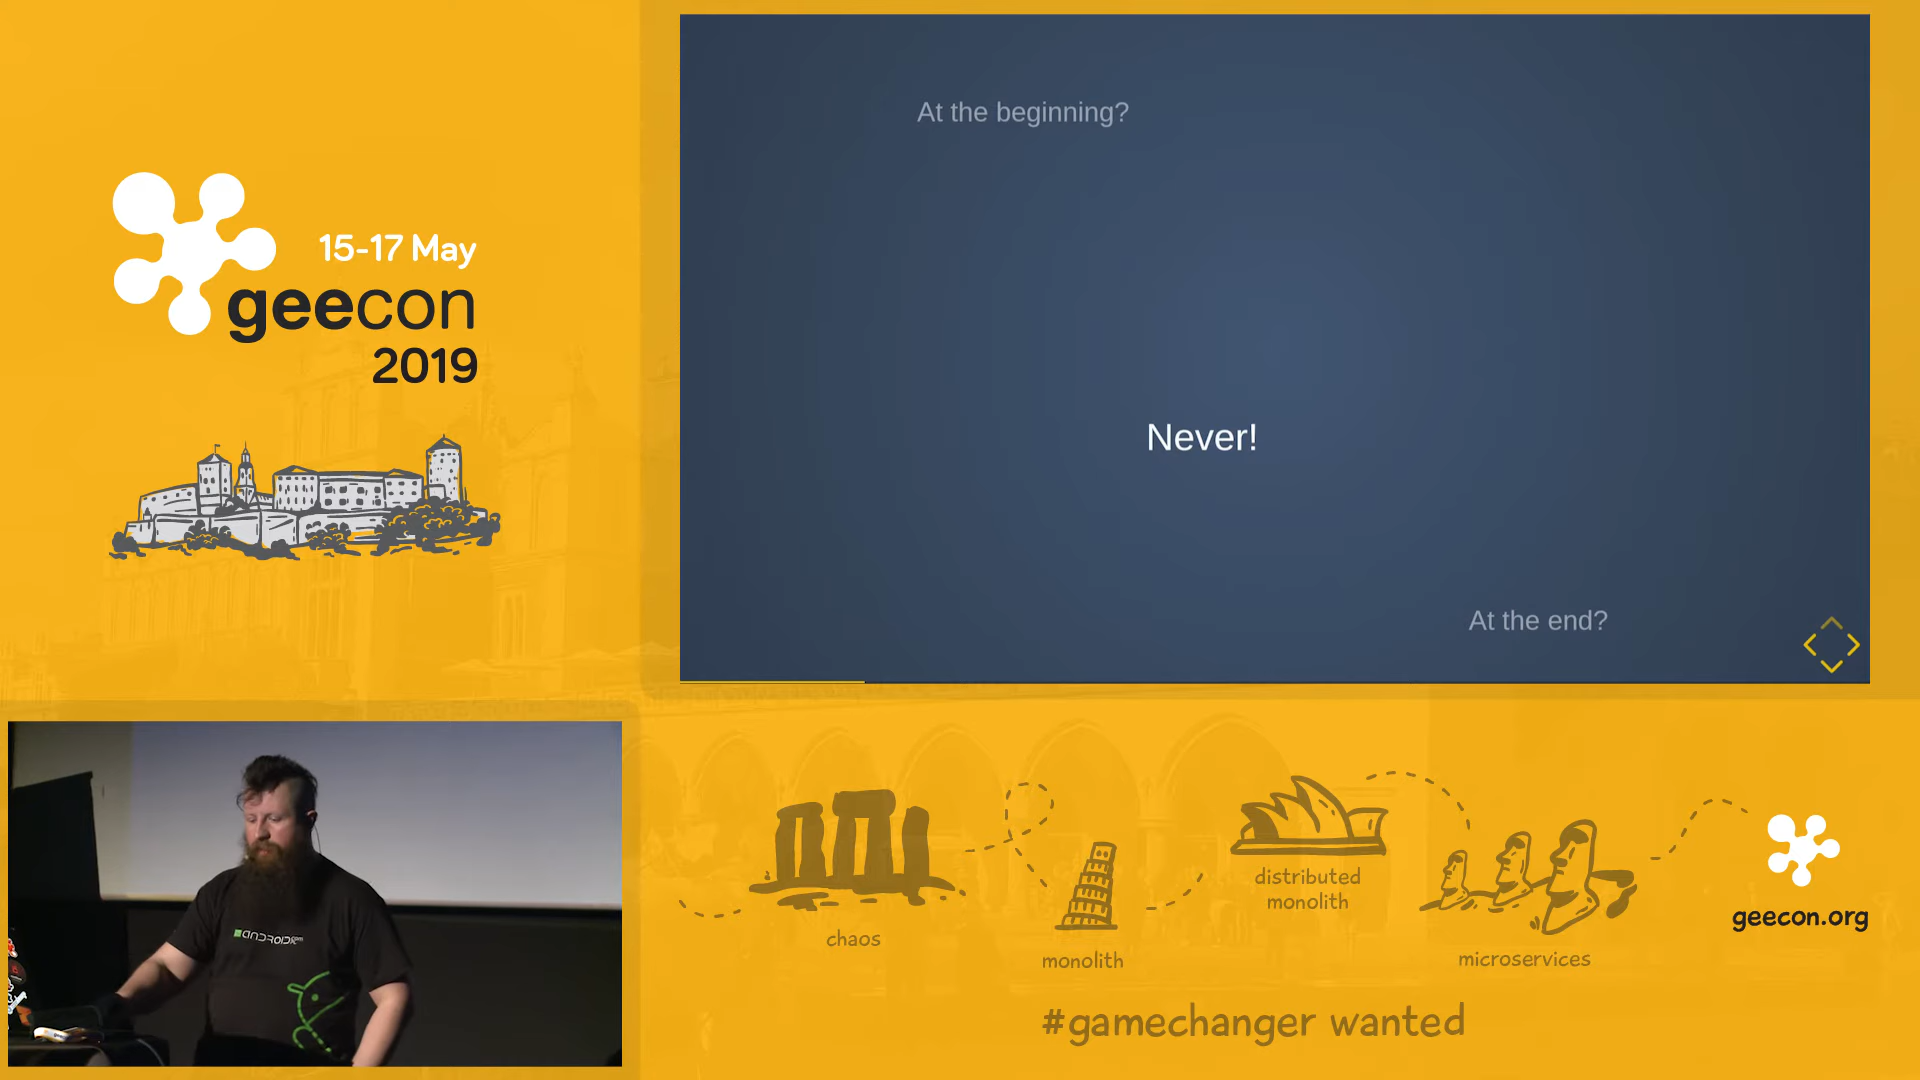 At the beginning?
Never!
At the end?
15-17 May
geecon
2019
ANDROID
chaos
monolith
distributed
monolith
microservices
geecon.org
#gamechanger wanted